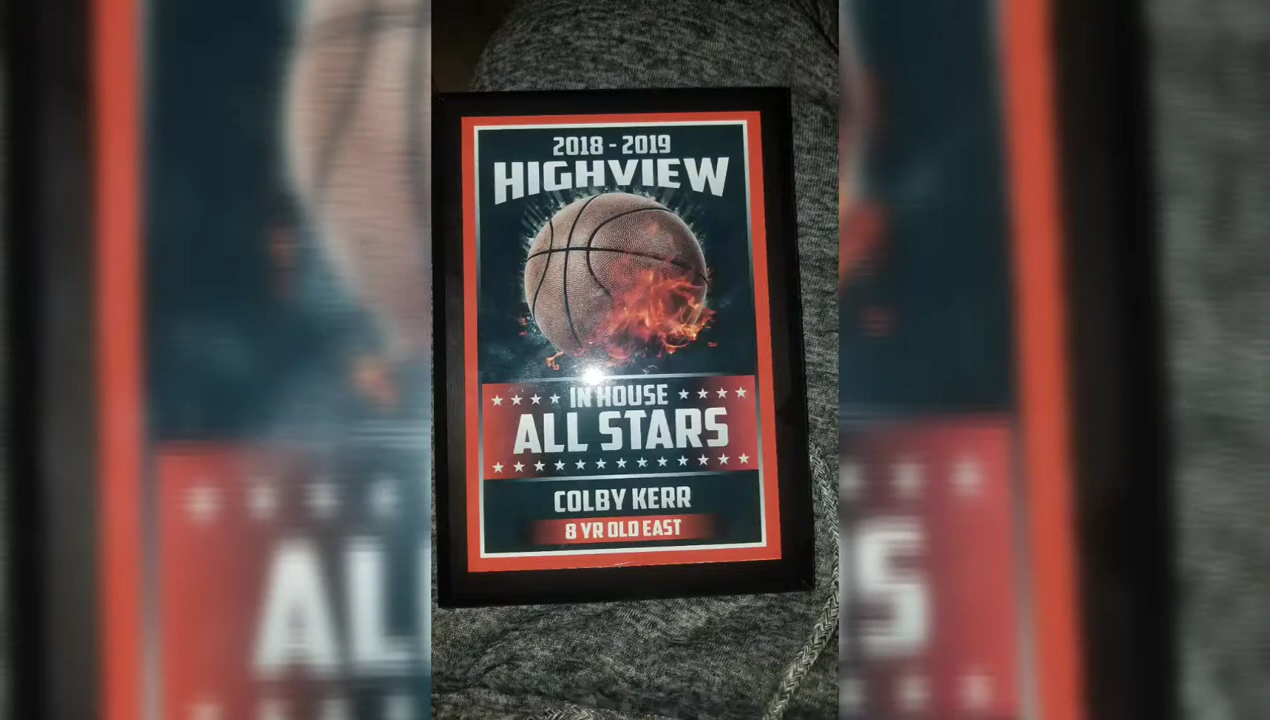 2018 - 2019
HIGHVIEW
IN HOUSE
ALL STARS
COLBY KERR
8 YR OLD EAST